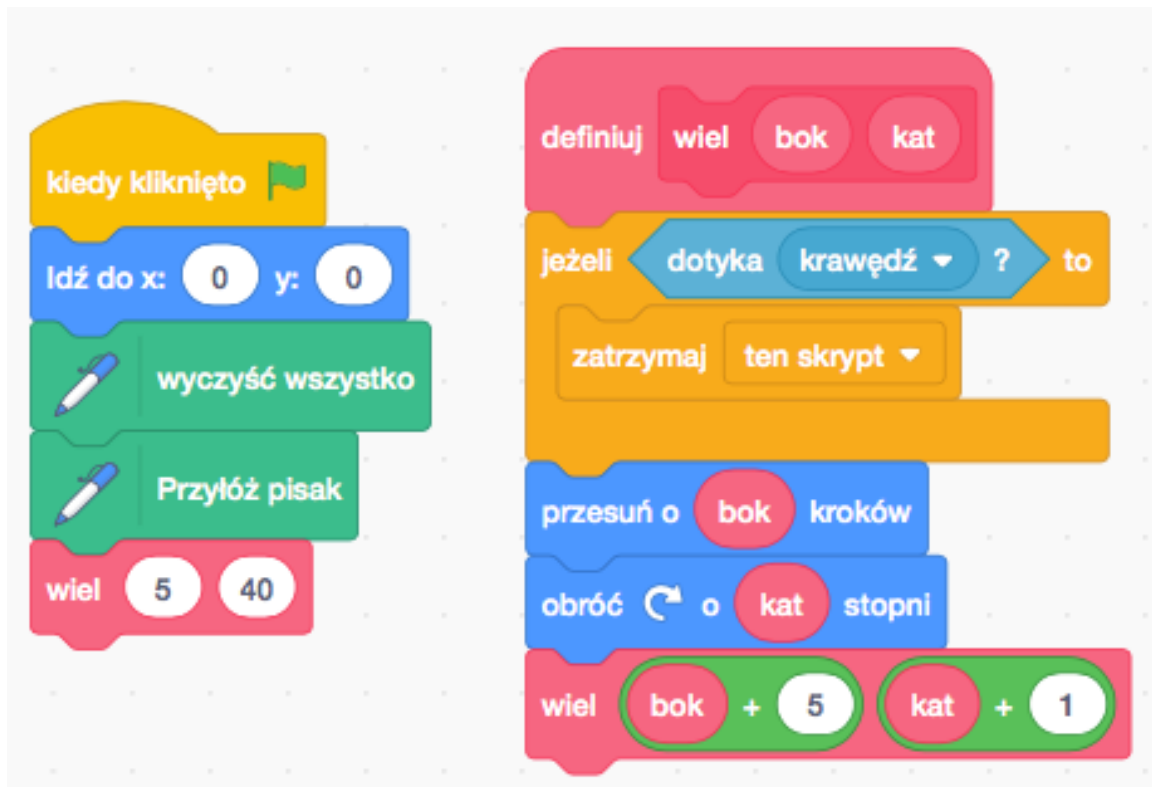 kiedy kliknięto
Idź do x: 0 y: 0
wyczyść wszystko
Przyłóż pisak
wiel 5 40
definiuj wiel bok kat
jeżeli dotyka krawędź ? to
zatrzymaj ten skrypt
przesuń o bok kroków
obróć o kat stopni
wiel bok + 5 kat + 1